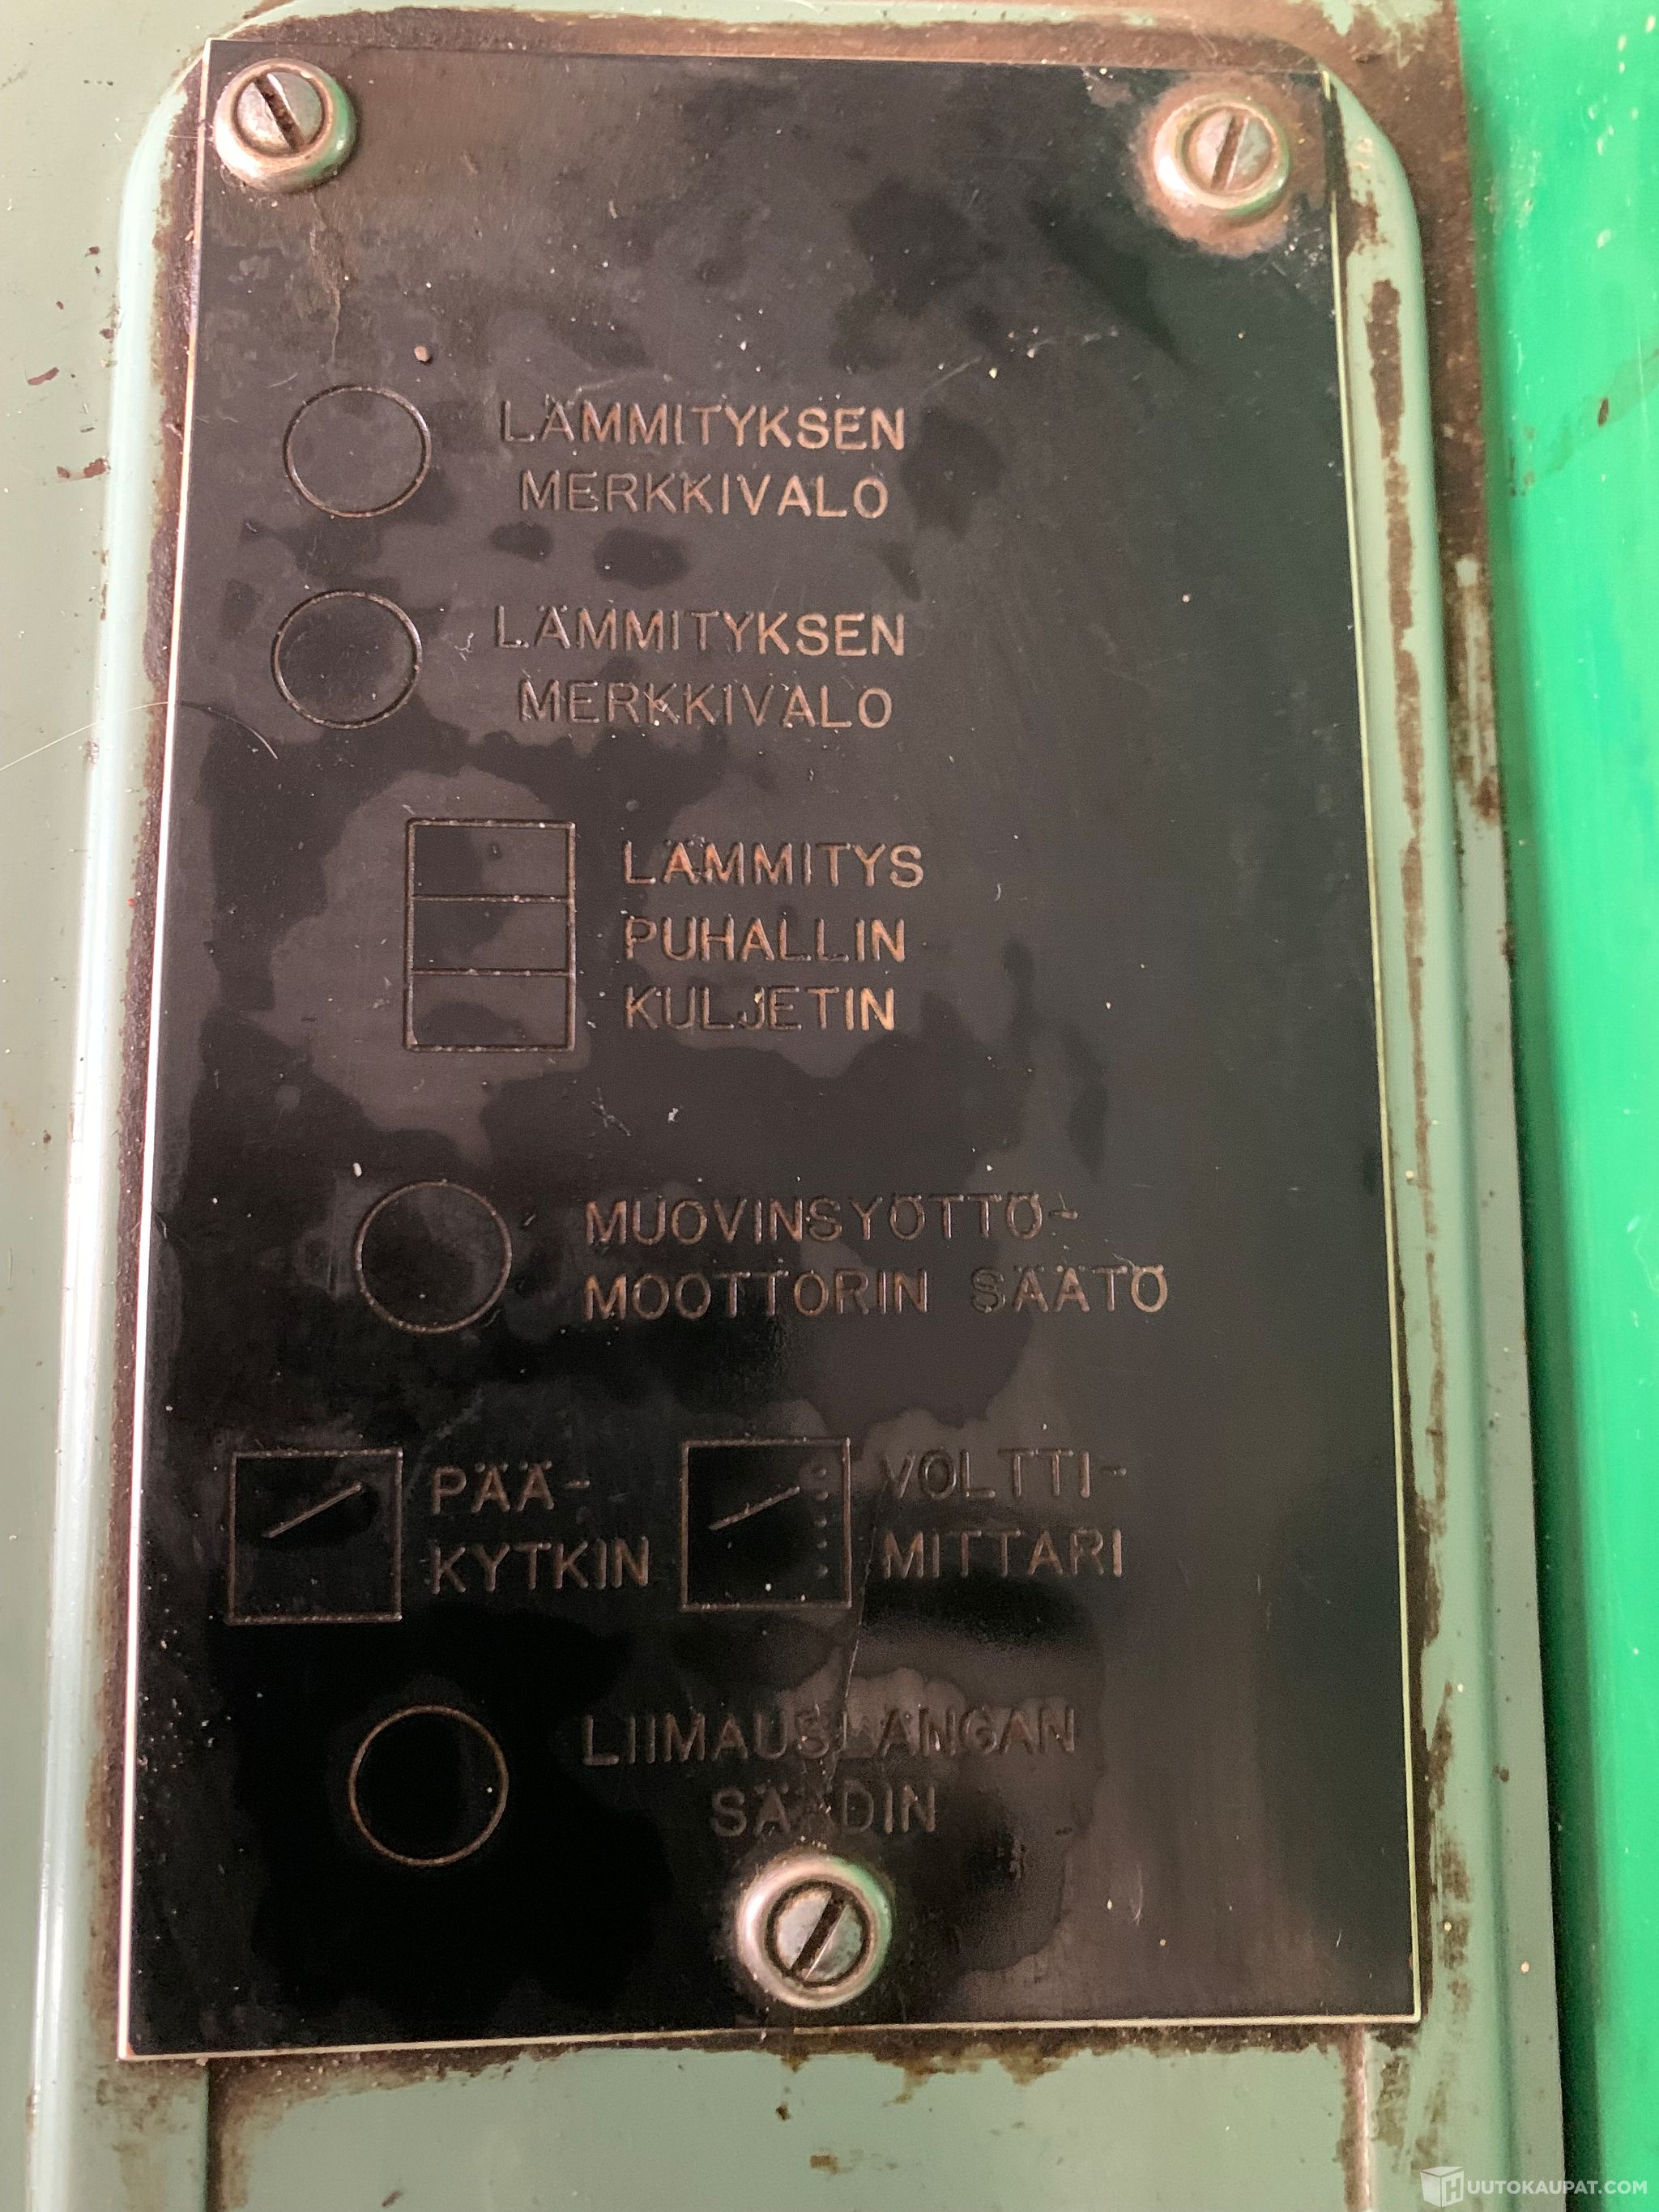 LÄMMITYKSEN
MERKKIVALO
LÄMMITYKSEN
MERKKIVALO
LÄMMITYS
PUHALLIN
KULJETIN
MUOVINSYÖTTÖ-
MOOTTORIN SÄÄTÖ
PÄÄ-
KYTKIN
VOLTTI-
MITTARI
LIIMAUSLANGAN
SÄÄDIN
HUUTOKAUPAT.COM